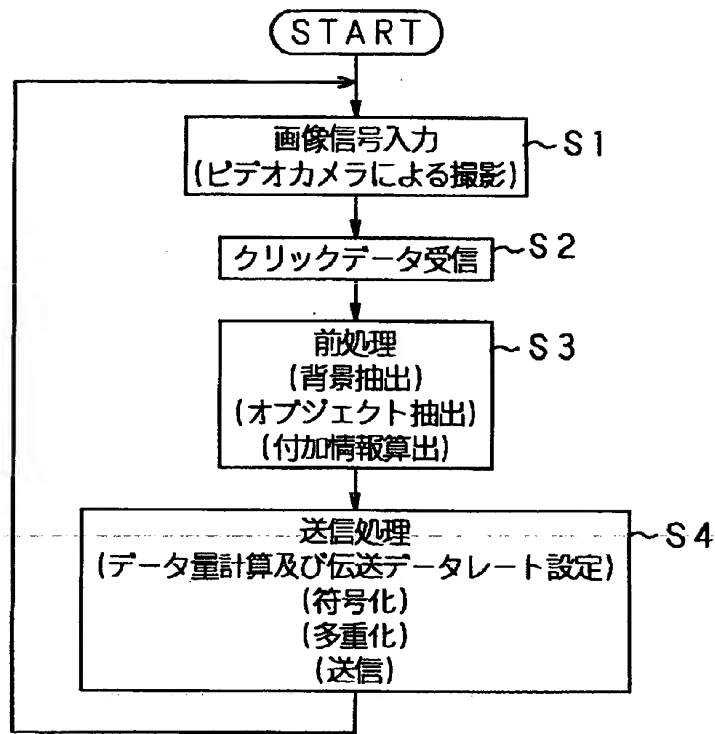 START
画像信号入力
(ビデオカメラによる撮影)
~S1
クリックデータ受信
~S2
前処理
(背景抽出)
(オブジェクト抽出)
(付加情報算出)
~S3
送信処理
(データ量計算及び伝送データレート設定)
(符号化)
(多重化)
(送信)
~S4